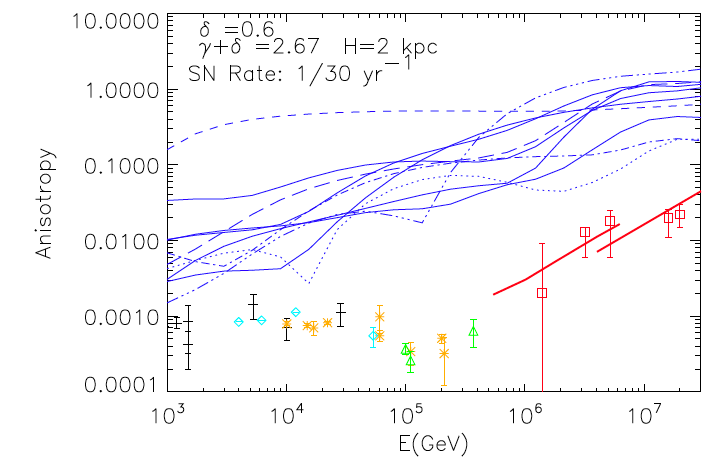 δ =0.6
γ+δ =2.67 H=2 kpc
SN Rate: 1/30 yr⁻¹
10.0000
1.0000
0.1000
0.0100
0.0010
0.0001
Anisotropy
10³ 10⁴ 10⁵ 10⁶ 10⁷
E(GeV)